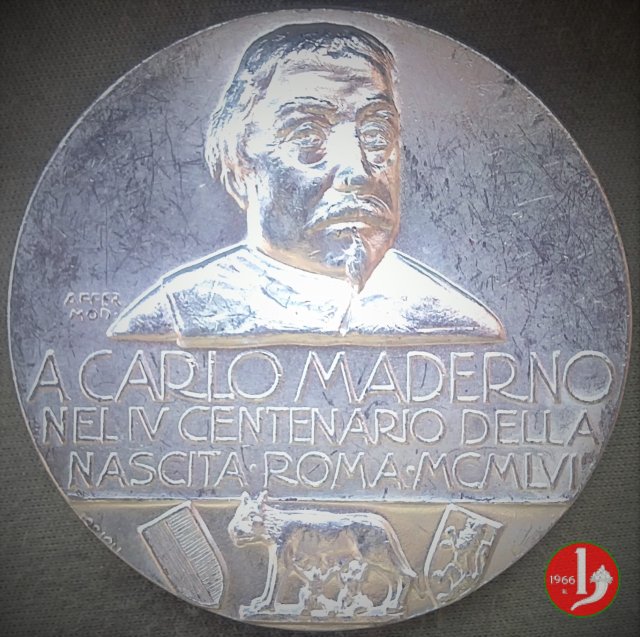 AFFER
MOD.
A CARLO MADERNO
NEL IV CENTENARIO DELLA
NASCITA·ROMA·MCMLVI
1966